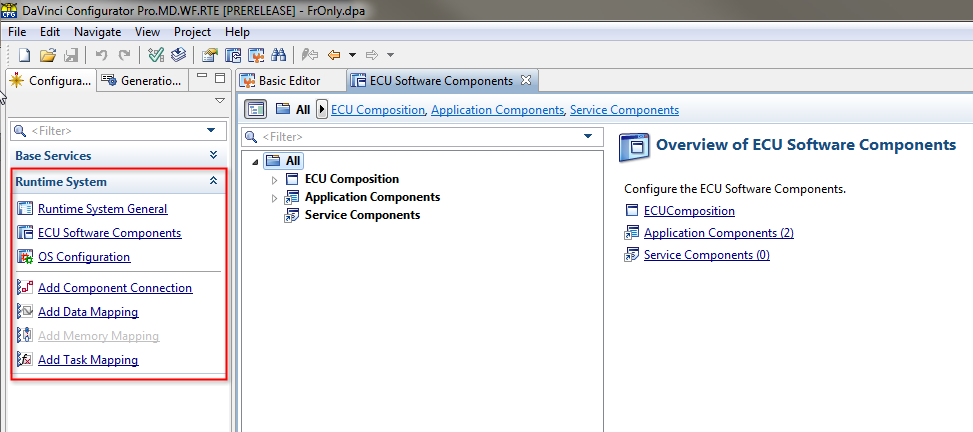 DaVinci Configurator Pro.MD.WF.RTE [PRERELEASE] - FrOnly.dpa
File Edit Navigate View Project Help
Configura... Generatio...
Basic Editor ECU Software Components
All ECU Composition, Application Components, Service Components
<Filter>
Base Services
Runtime System
Runtime System General
ECU Software Components
OS Configuration
Add Component Connection
Add Data Mapping
Add Memory Mapping
Add Task Mapping
<Filter>
All
ECU Composition
Application Components
Service Components
Overview of ECU Software Components
Configure the ECU Software Components.
ECUComposition
Application Components (2)
Service Components (0)